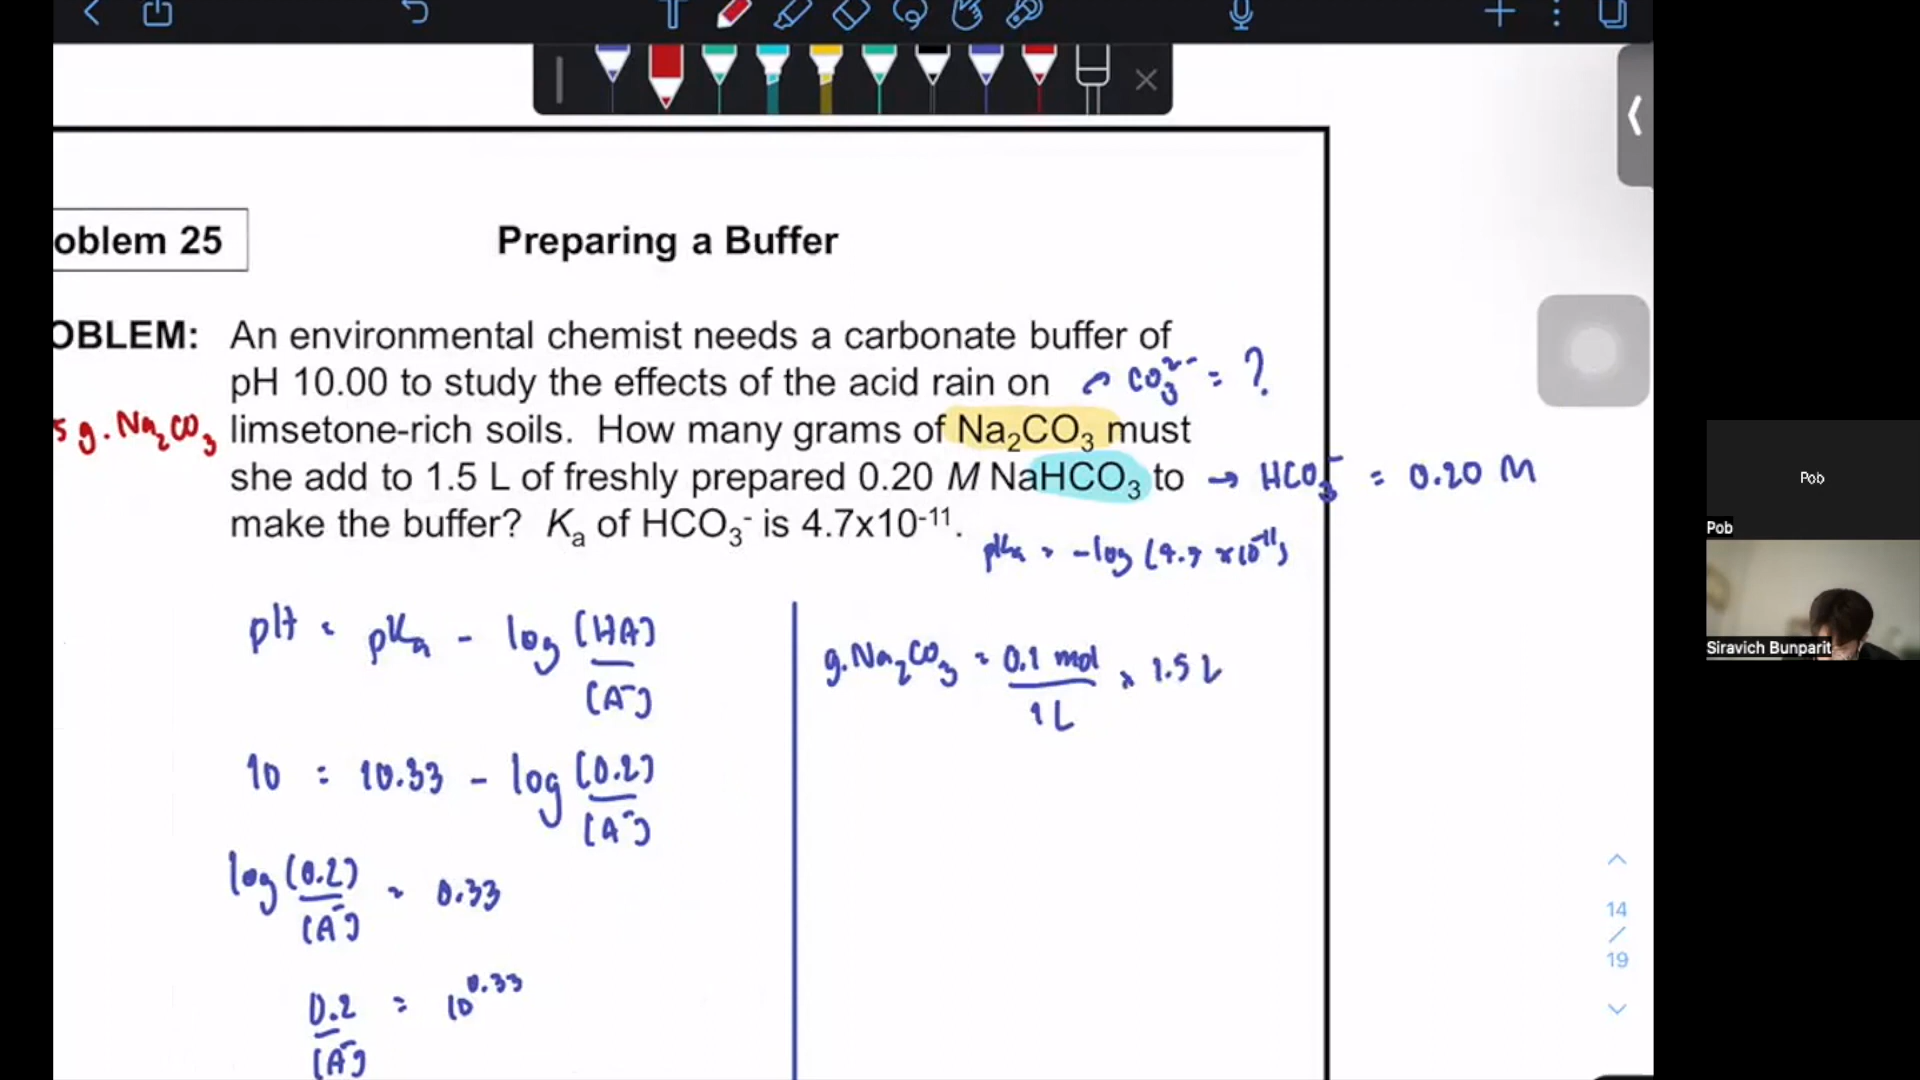 oblem 25
Preparing a Buffer
OBLEM: An environmental chemist needs a carbonate buffer of
pH 10.00 to study the effects of the acid rain on
CO₃²⁻ = ?
5 g. Na₂CO₃
limsetone-rich soils. How many grams of Na₂CO₃ must
she add to 1.5 L of freshly prepared 0.20 M NaHCO₃ to
→ HCO₃⁻ = 0.20 M
make the buffer? Kₐ of HCO₃⁻ is 4.7x10⁻¹¹.
pKₐ = -log (4.7 x10⁻¹¹)
pH = pKₐ - log [HA]
[A⁻]
10 = 10.33 - log [0.2]
[A⁻]
log [0.2] = 0.33
[A⁻]
0.2 = 10^0.33
[A⁻]
g. Na₂CO₃ = 0.1 mol x 1.5 L
1 L
14
/
19
Pob
Pob
Siravich Bunparit